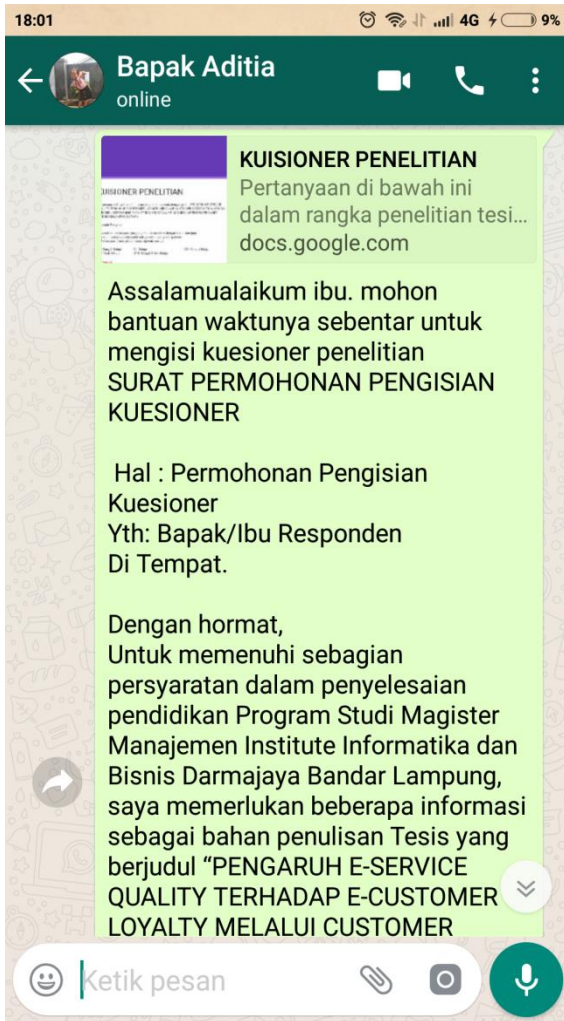 18:01
4G 9%
Bapak Aditia
online
KUISIONER PENELITIAN
KUISIONER PENELITIAN
Pertanyaan di bawah ini
dalam rangka penelitian tesi...
docs.google.com
Assalamualaikum ibu. mohon
bantuan waktunya sebentar untuk
mengisi kuesioner penelitian
SURAT PERMOHONAN PENGISIAN
KUESIONER
Hal : Permohonan Pengisian
Kuesioner
Yth: Bapak/Ibu Responden
Di Tempat.
Dengan hormat,
Untuk memenuhi sebagian
persyaratan dalam penyelesaian
pendidikan Program Studi Magister
Manajemen Institute Informatika dan
Bisnis Darmajaya Bandar Lampung,
saya memerlukan beberapa informasi
sebagai bahan penulisan Tesis yang
berjudul “PENGARUH E-SERVICE
QUALITY TERHADAP E-CUSTOMER
LOYALTY MELALUI CUSTOMER
Ketik pesan